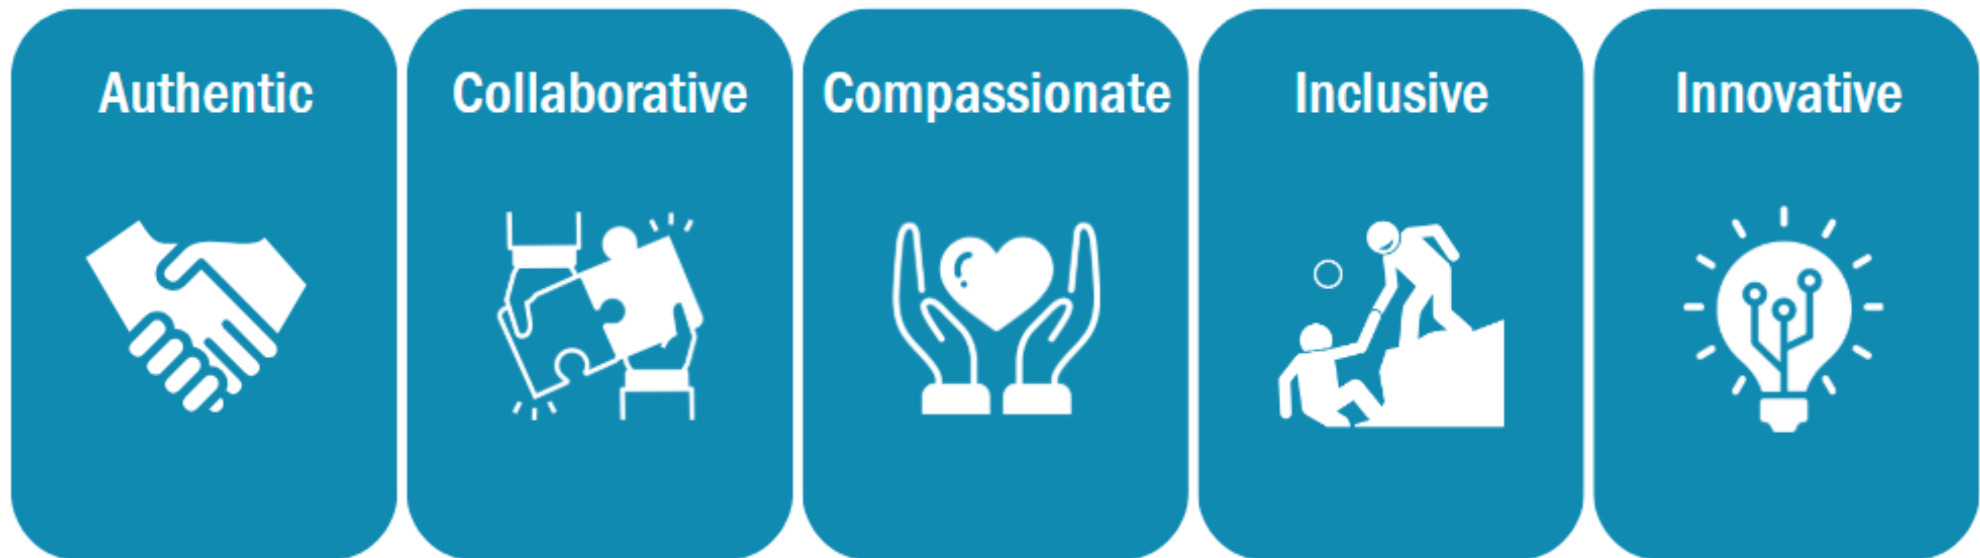 Authentic
Collaborative
Compassionate
Inclusive
Innovative